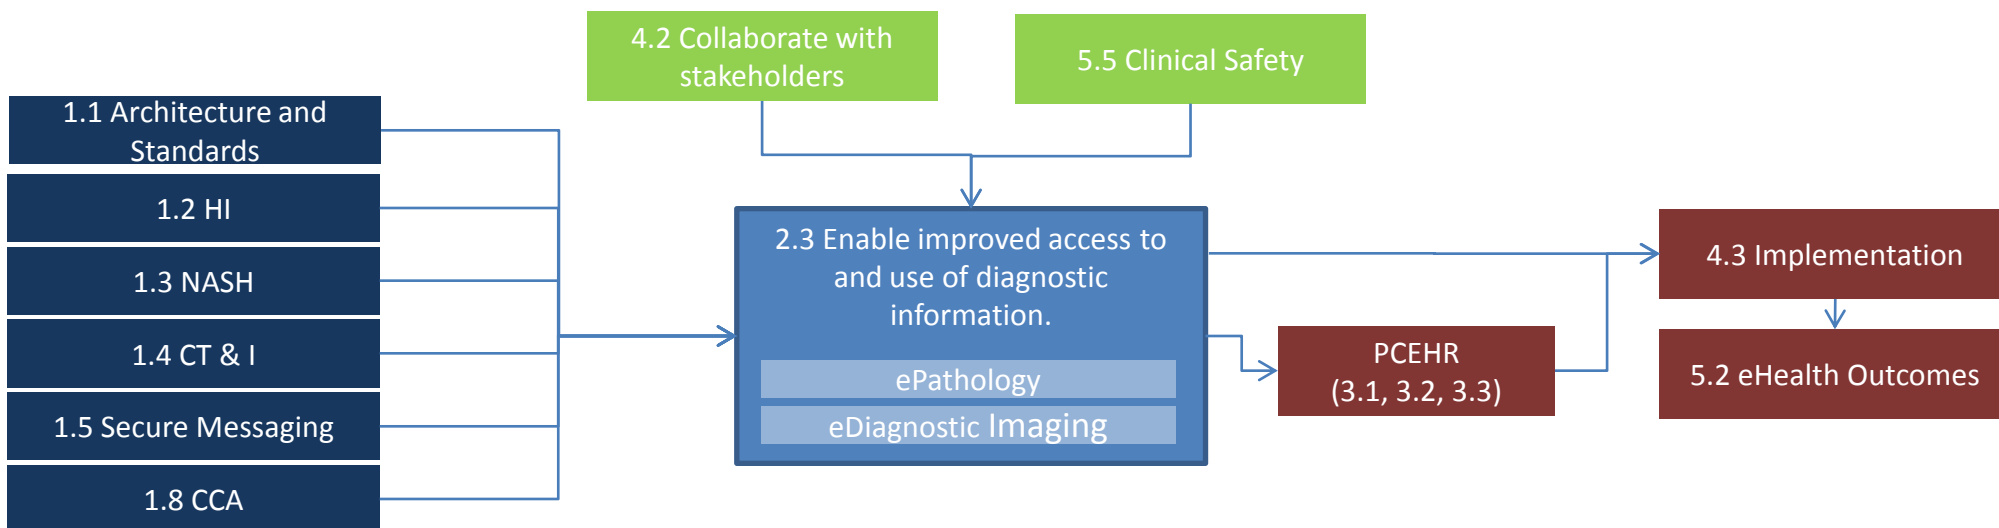 4.2 Collaborate with
stakeholders
5.5 Clinical Safety
1.1 Architecture and
Standards
1.2 HI
1.3 NASH
1.4 CT & I
1.5 Secure Messaging
1.8 CCA
2.3 Enable improved access to
and use of diagnostic
information.
ePathology
eDiagnostic Imaging
PCEHR
(3.1, 3.2, 3.3)
4.3 Implementation
5.2 eHealth Outcomes